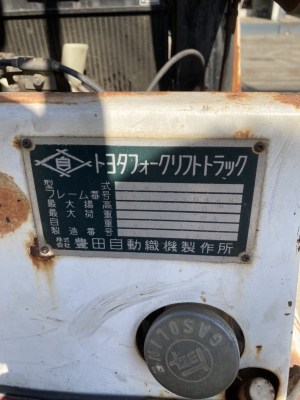 自 トヨタフォークリフトトラック
型式
フレーム番号
最大揚高
最大荷重
自重
製造番号
株式会社 豊田自動織機製作所
GASOLINE